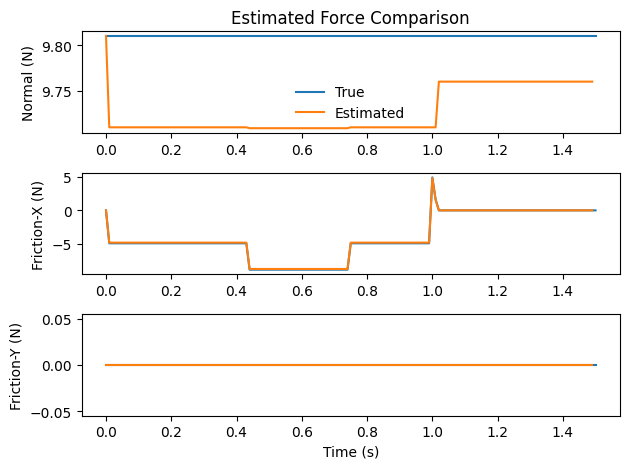 Estimated Force Comparison
Normal (N)
9.80
9.75
True
Estimated
0.0 0.2 0.4 0.6 0.8 1.0 1.2 1.4
Friction-X (N)
5
0
−5
0.0 0.2 0.4 0.6 0.8 1.0 1.2 1.4
Friction-Y (N)
0.05
0.00
−0.05
0.0 0.2 0.4 0.6 0.8 1.0 1.2 1.4
Time (s)